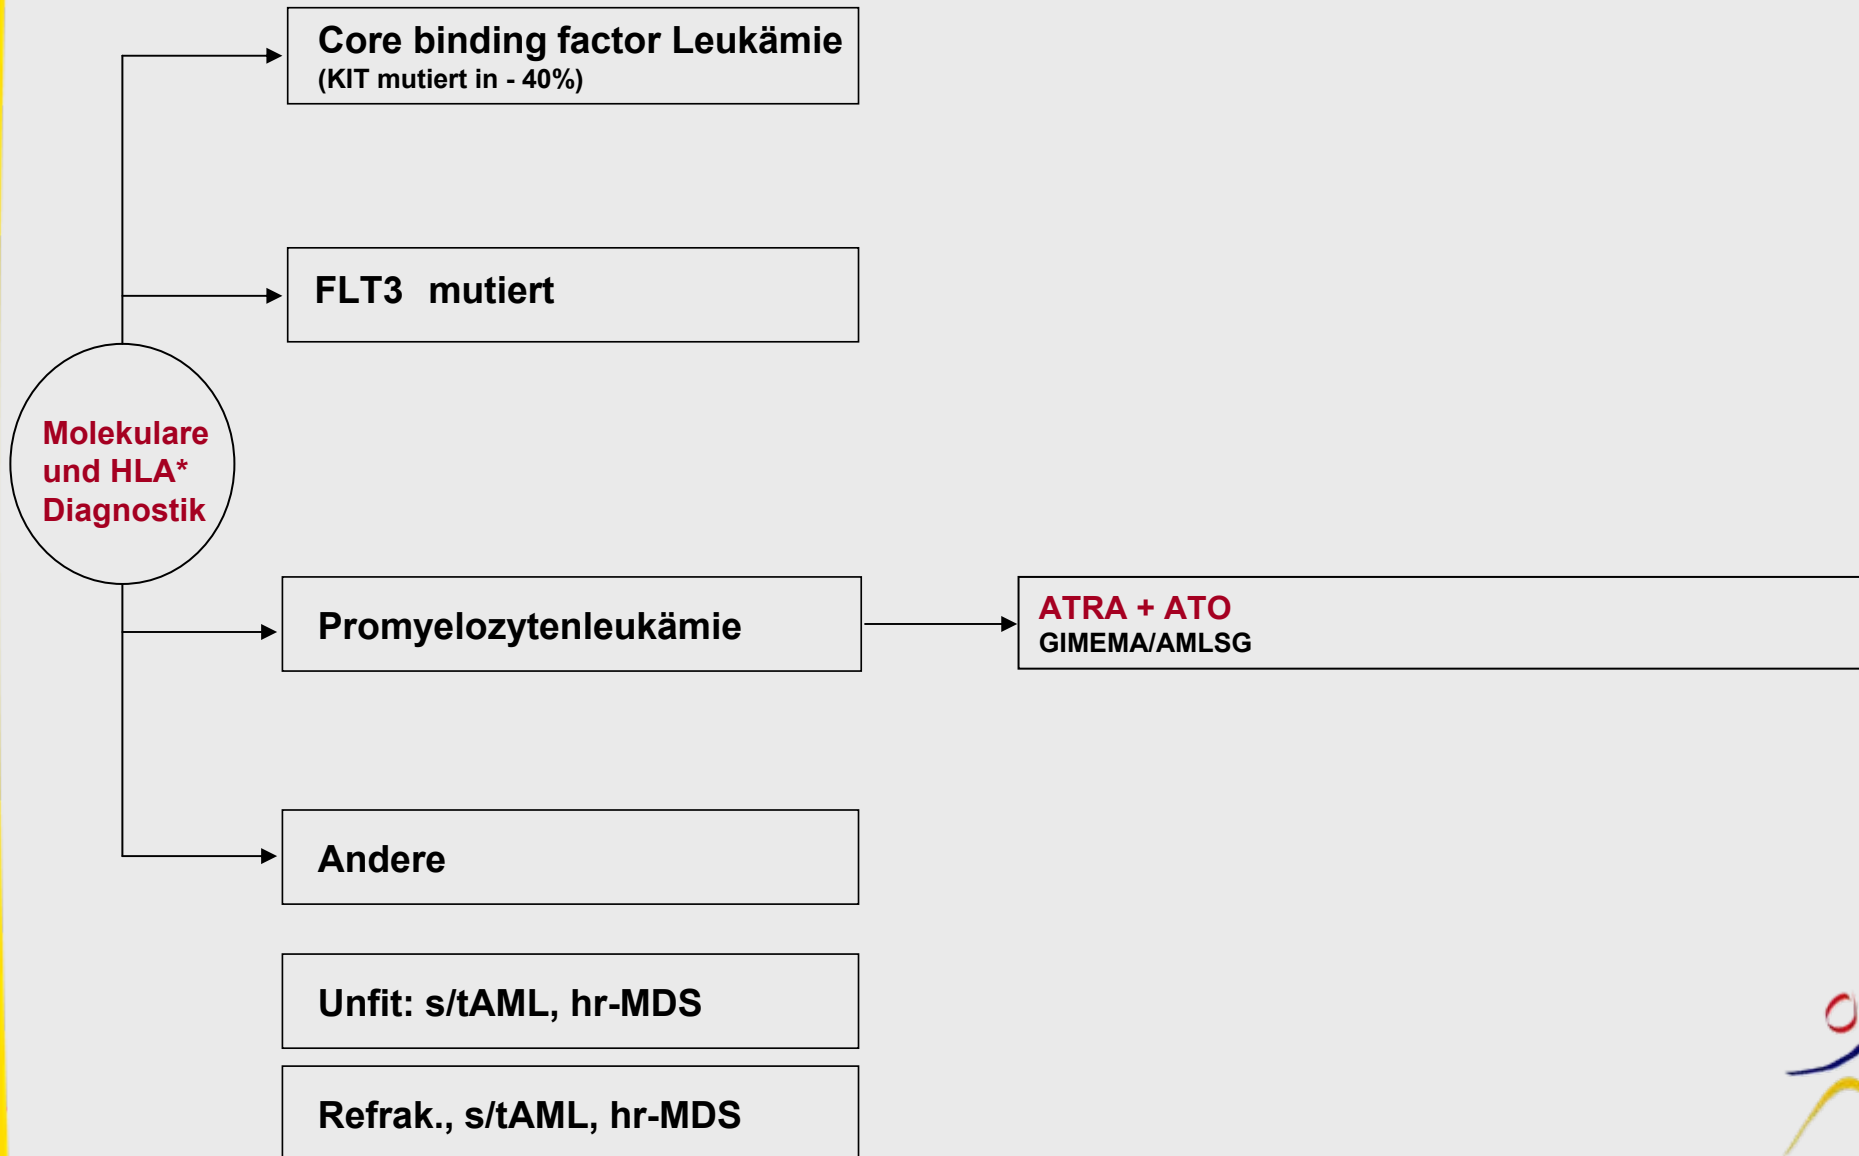 Core binding factor Leukämie
(KIT mutiert in - 40%)
FLT3 mutiert
Molekulare
und HLA*
Diagnostik
Promyelozytenleukämie
ATRA + ATO
GIMEMA/AMLSG
Andere
Unfit: s/tAML, hr-MDS
Refrak., s/tAML, hr-MDS